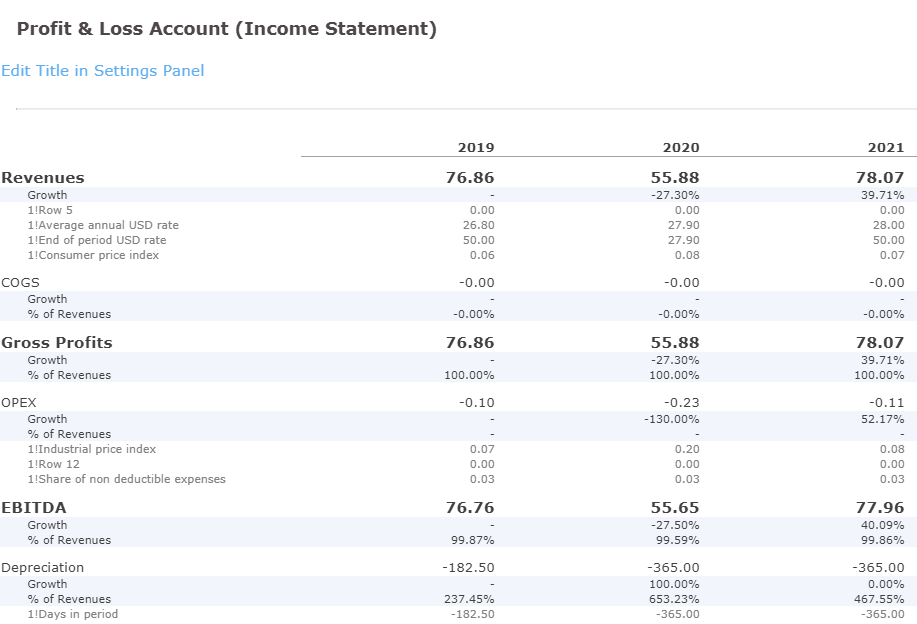 Profit & Loss Account (Income Statement)
Edit Title in Settings Panel
2019 2020 2021
Revenues 76.86 55.88 78.07
Growth - -27.30% 39.71%
1!Row 5 0.00 0.00 0.00
1!Average annual USD rate 26.80 27.90 28.00
1!End of period USD rate 50.00 27.90 50.00
1!Consumer price index 0.06 0.08 0.07
COGS -0.00 -0.00 -0.00
Growth - - -
% of Revenues -0.00% -0.00% -0.00%
Gross Profits 76.86 55.88 78.07
Growth - -27.30% 39.71%
% of Revenues 100.00% 100.00% 100.00%
OPEX -0.10 -0.23 -0.11
Growth - -130.00% 52.17%
% of Revenues - - -
1!Industrial price index 0.07 0.20 0.08
1!Row 12 0.00 0.00 0.00
1!Share of non deductible expenses 0.03 0.03 0.03
EBITDA 76.76 55.65 77.96
Growth - -27.50% 40.09%
% of Revenues 99.87% 99.59% 99.86%
Depreciation -182.50 -365.00 -365.00
Growth - 100.00% 0.00%
% of Revenues 237.45% 653.23% 467.55%
1!Days in period -182.50 -365.00 -365.00